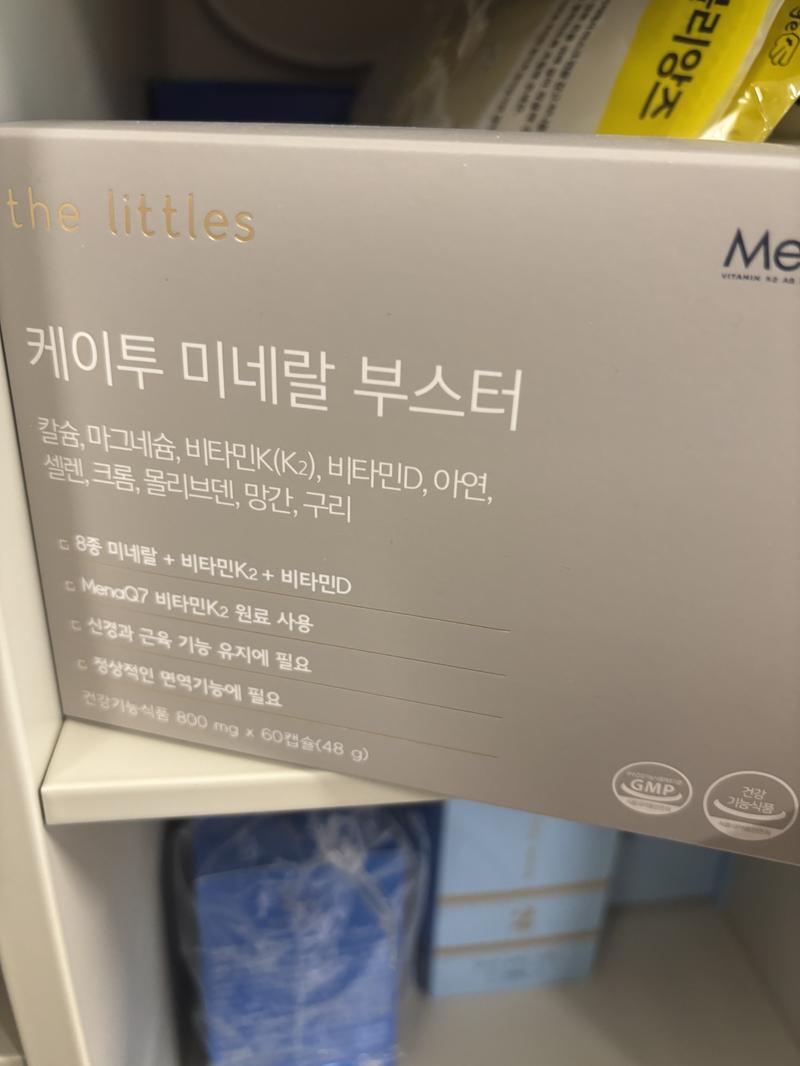 the littles
Me
VITAMIN K2 AS
케이투 미네랄 부스터
칼슘, 마그네슘, 비타민K(K2), 비타민D, 아연,
셀렌, 크롬, 몰리브덴, 망간, 구리
8종 미네랄 + 비타민K2 + 비타민D
MenaQ7 비타민K2 원료 사용
신경과 근육 기능 유지에 필요
정상적인 면역기능에 필요
건강기능식품 800 mg x 60캡슐(48 g)
GMP
건강
기능식품